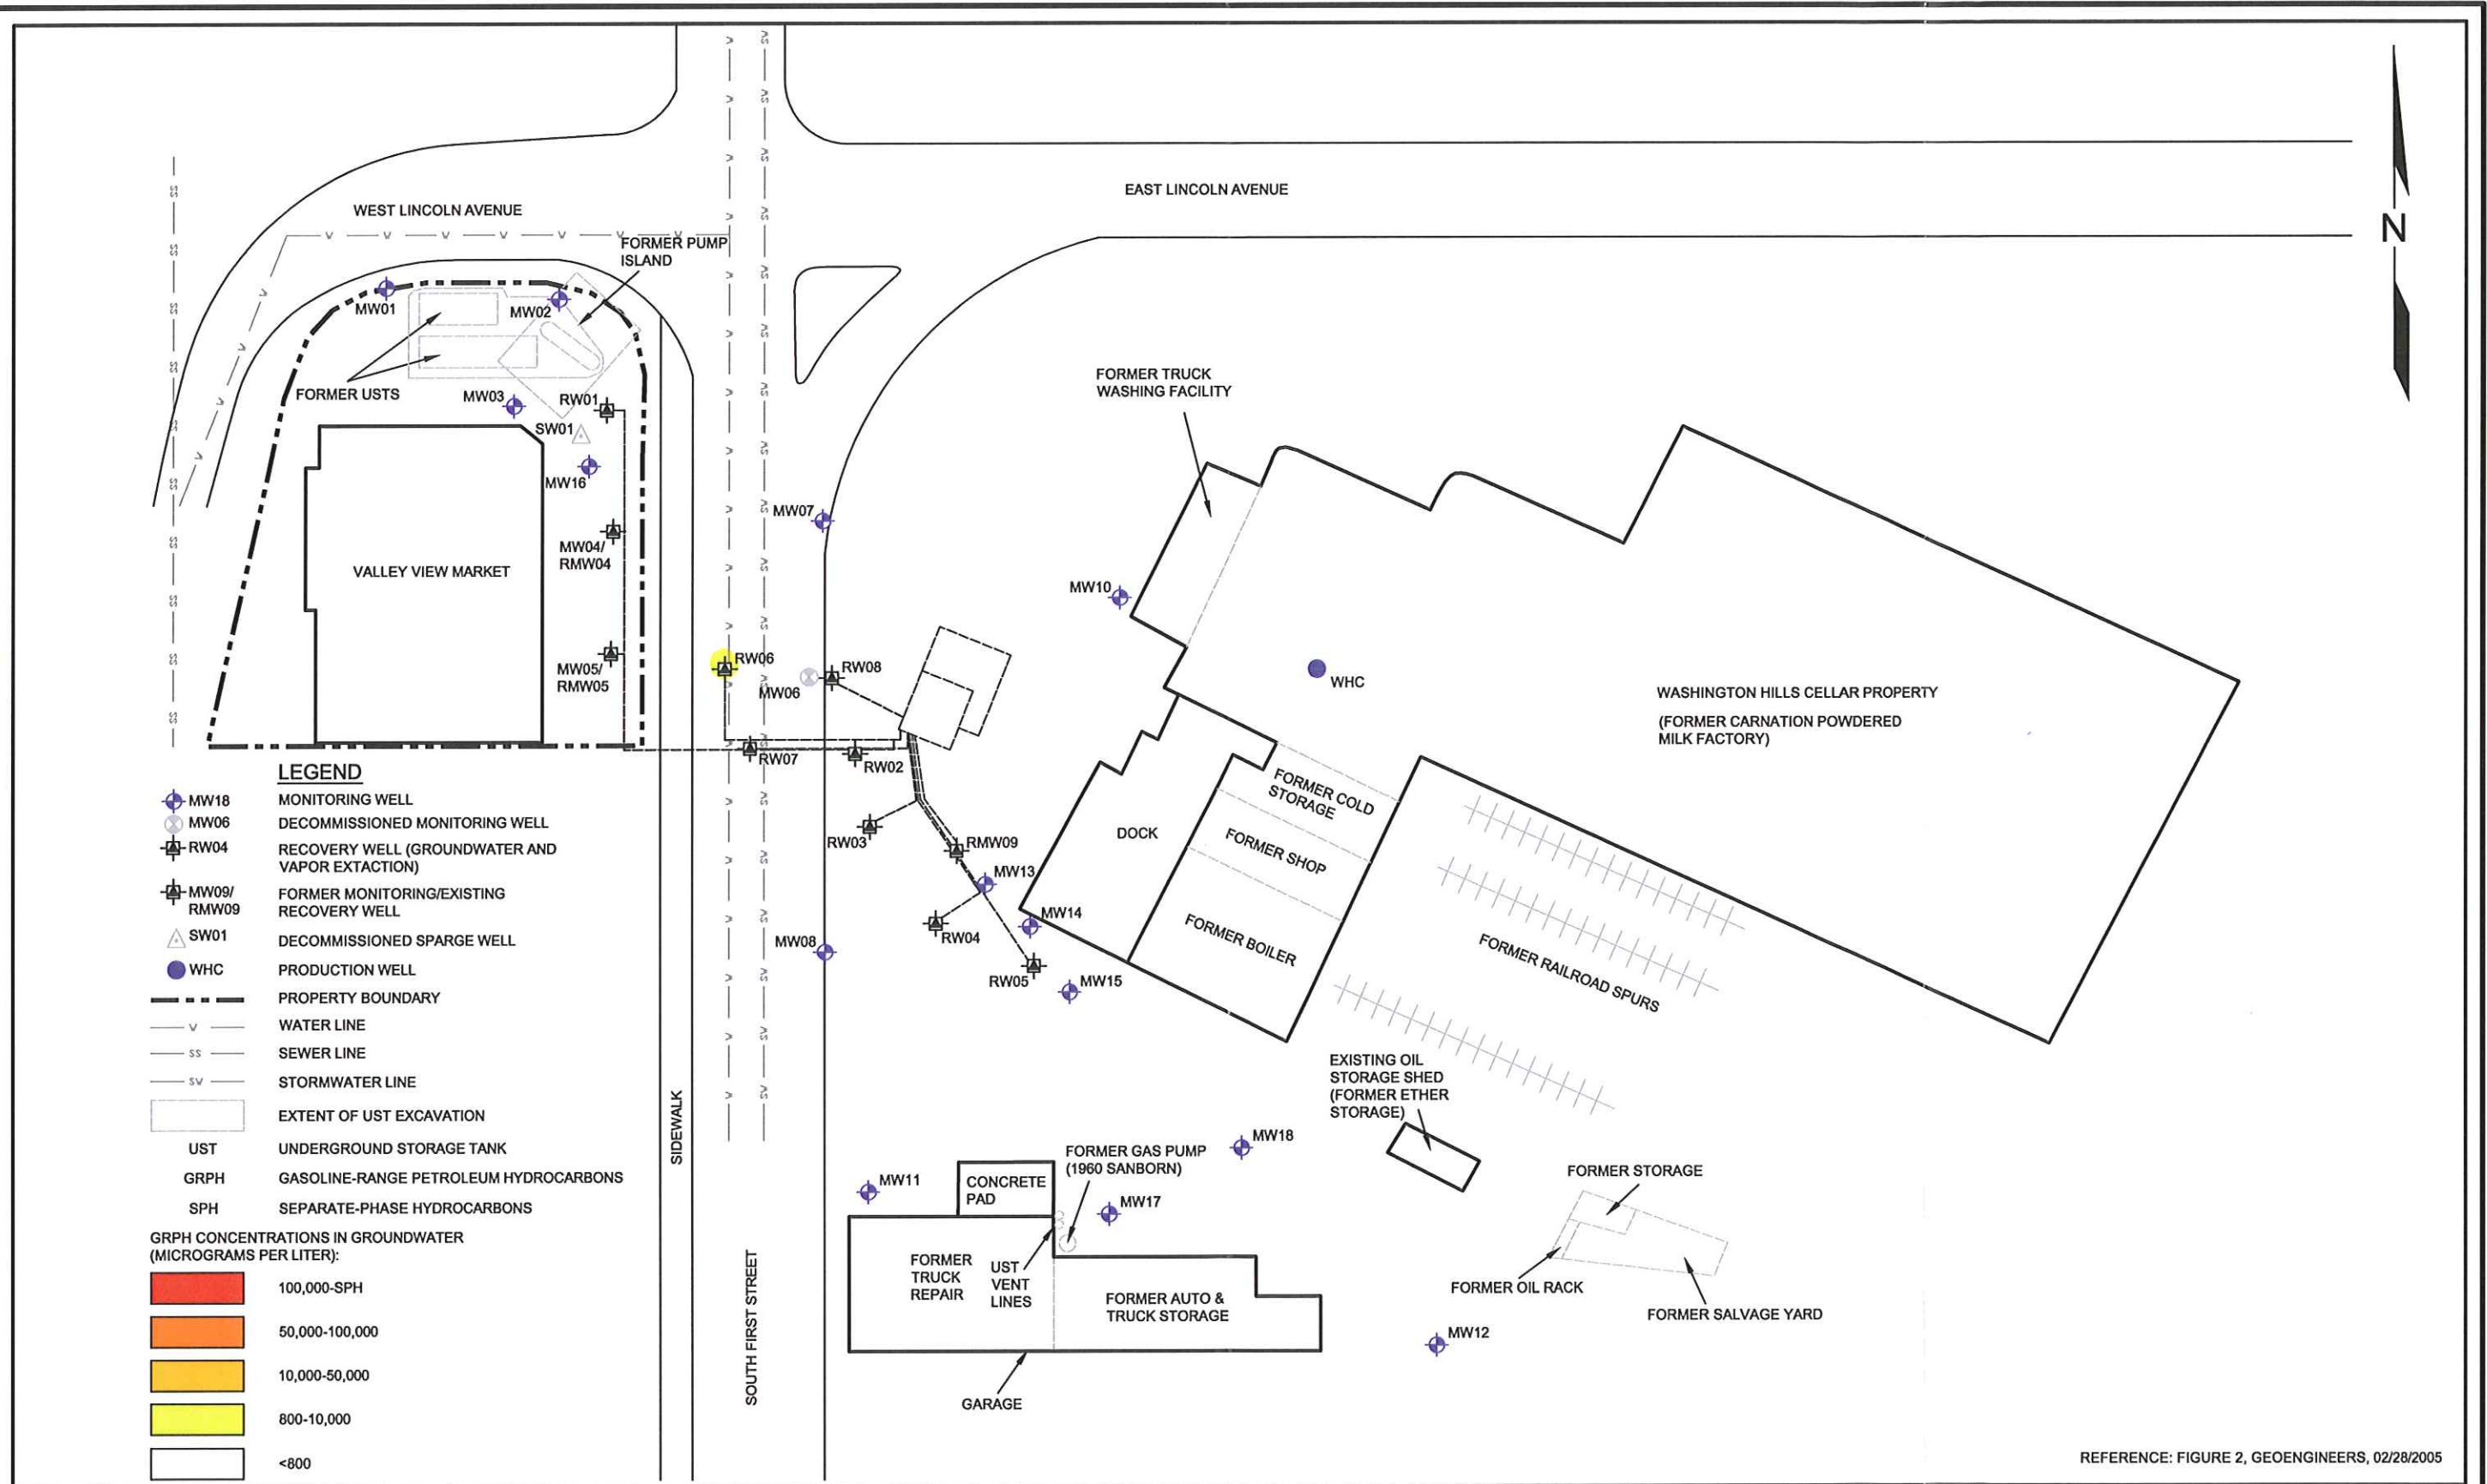 EAST LINCOLN AVENUE
WEST LINCOLN AVENUE
N
FORMER PUMP
ISLAND
MW01
MW02
FORMER USTS
MW03
RW01
SW01
MW16
FORMER TRUCK
WASHING FACILITY
MW07
MW04/
RMW04
VALLEY VIEW MARKET
MW10
MW05/
RMW05
RW06
MW06
RW08
WHC
WASHINGTON HILLS CELLAR PROPERTY
(FORMER CARNATION POWDERED
MILK FACTORY)
RW07
RW02
FORMER COLD
STORAGE
DOCK
FORMER SHOP
FORMER BOILER
RW03
RMW09
MW13
RW04
MW14
MW08
RW05
MW15
FORMER RAILROAD SPURS
EXISTING OIL
STORAGE SHED
(FORMER ETHER
STORAGE)
SIDEWALK
SOUTH FIRST STREET
MW18
FORMER GAS PUMP
(1960 SANBORN)
MW11
CONCRETE
PAD
MW17
FORMER STORAGE
FORMER
TRUCK
REPAIR
UST
VENT
LINES
FORMER AUTO &
TRUCK STORAGE
FORMER OIL RACK
FORMER SALVAGE YARD
MW12
GARAGE
LEGEND
MW18 MONITORING WELL
MW06 DECOMMISSIONED MONITORING WELL
RW04 RECOVERY WELL (GROUNDWATER AND
VAPOR EXTACTION)
MW09/ FORMER MONITORING/EXISTING
RMW09 RECOVERY WELL
SW01 DECOMMISSIONED SPARGE WELL
WHC PRODUCTION WELL
PROPERTY BOUNDARY
V WATER LINE
SS SEWER LINE
SV STORMWATER LINE
EXTENT OF UST EXCAVATION
UST UNDERGROUND STORAGE TANK
GRPH GASOLINE-RANGE PETROLEUM HYDROCARBONS
SPH SEPARATE-PHASE HYDROCARBONS
GRPH CONCENTRATIONS IN GROUNDWATER
(MICROGRAMS PER LITER):
100,000-SPH
50,000-100,000
10,000-50,000
800-10,000
<800
REFERENCE: FIGURE 2, GEOENGINEERS, 02/28/2005